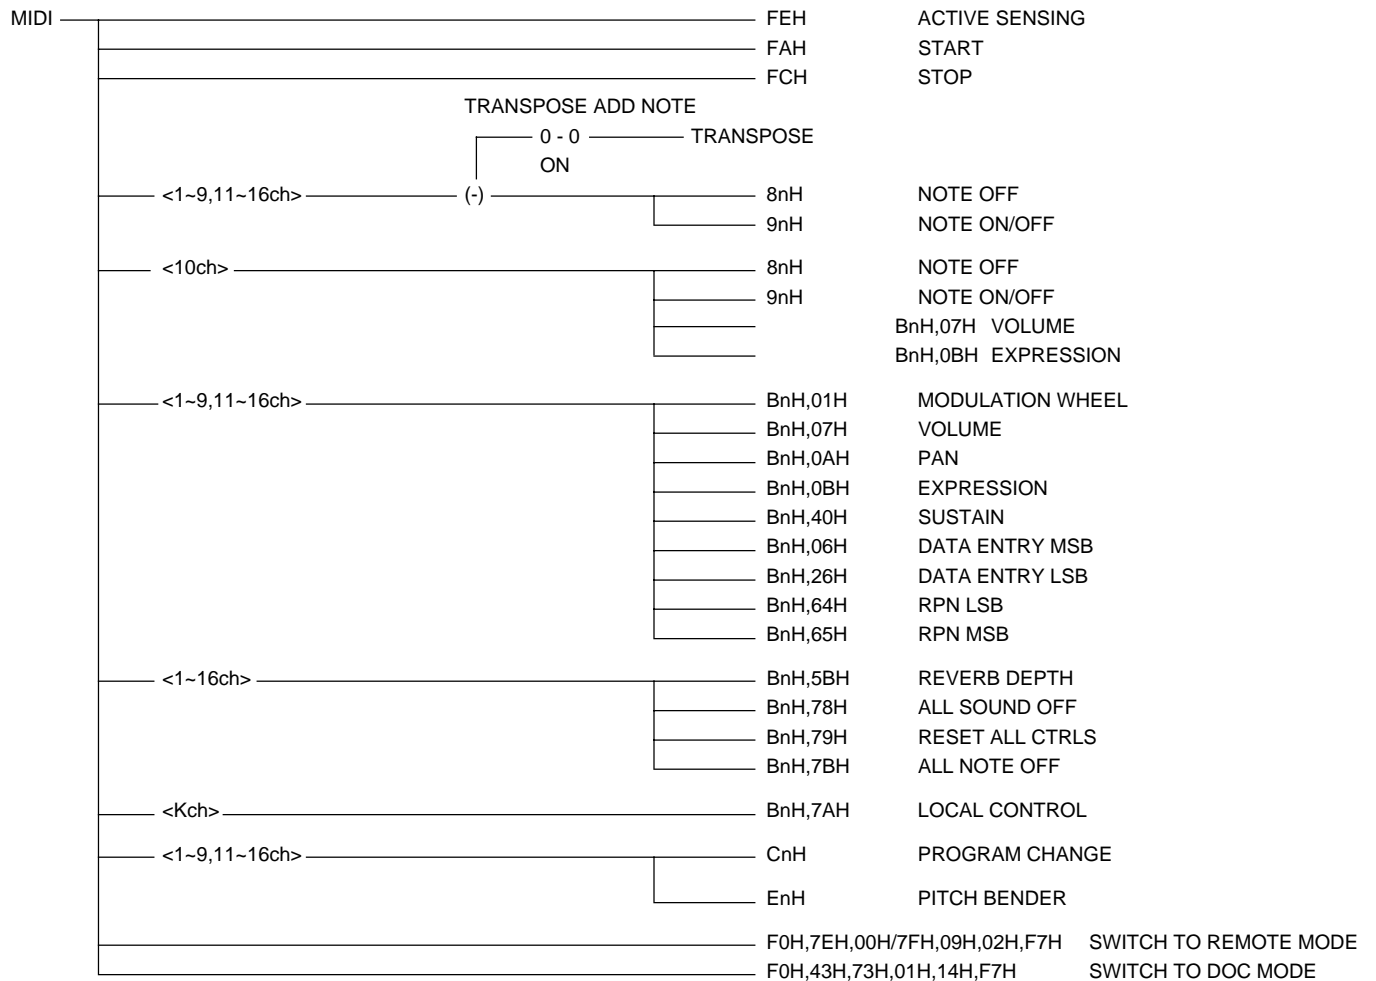 MIDI FEH ACTIVE SENSING
FAH START
FCH STOP
TRANSPOSE ADD NOTE
0 - 0 TRANSPOSE
ON
<1~9,11~16ch> (-) 8nH NOTE OFF
9nH NOTE ON/OFF
<10ch> 8nH NOTE OFF
9nH NOTE ON/OFF
BnH,07H VOLUME
BnH,0BH EXPRESSION
<1~9,11~16ch> BnH,01H MODULATION WHEEL
BnH,07H VOLUME
BnH,0AH PAN
BnH,0BH EXPRESSION
BnH,40H SUSTAIN
BnH,06H DATA ENTRY MSB
BnH,26H DATA ENTRY LSB
BnH,64H RPN LSB
BnH,65H RPN MSB
<1~16ch> BnH,5BH REVERB DEPTH
BnH,78H ALL SOUND OFF
BnH,79H RESET ALL CTRLS
BnH,7BH ALL NOTE OFF
<Kch> BnH,7AH LOCAL CONTROL
<1~9,11~16ch> CnH PROGRAM CHANGE
EnH PITCH BENDER
F0H,7EH,00H/7FH,09H,02H,F7H SWITCH TO REMOTE MODE
F0H,43H,73H,01H,14H,F7H SWITCH TO DOC MODE